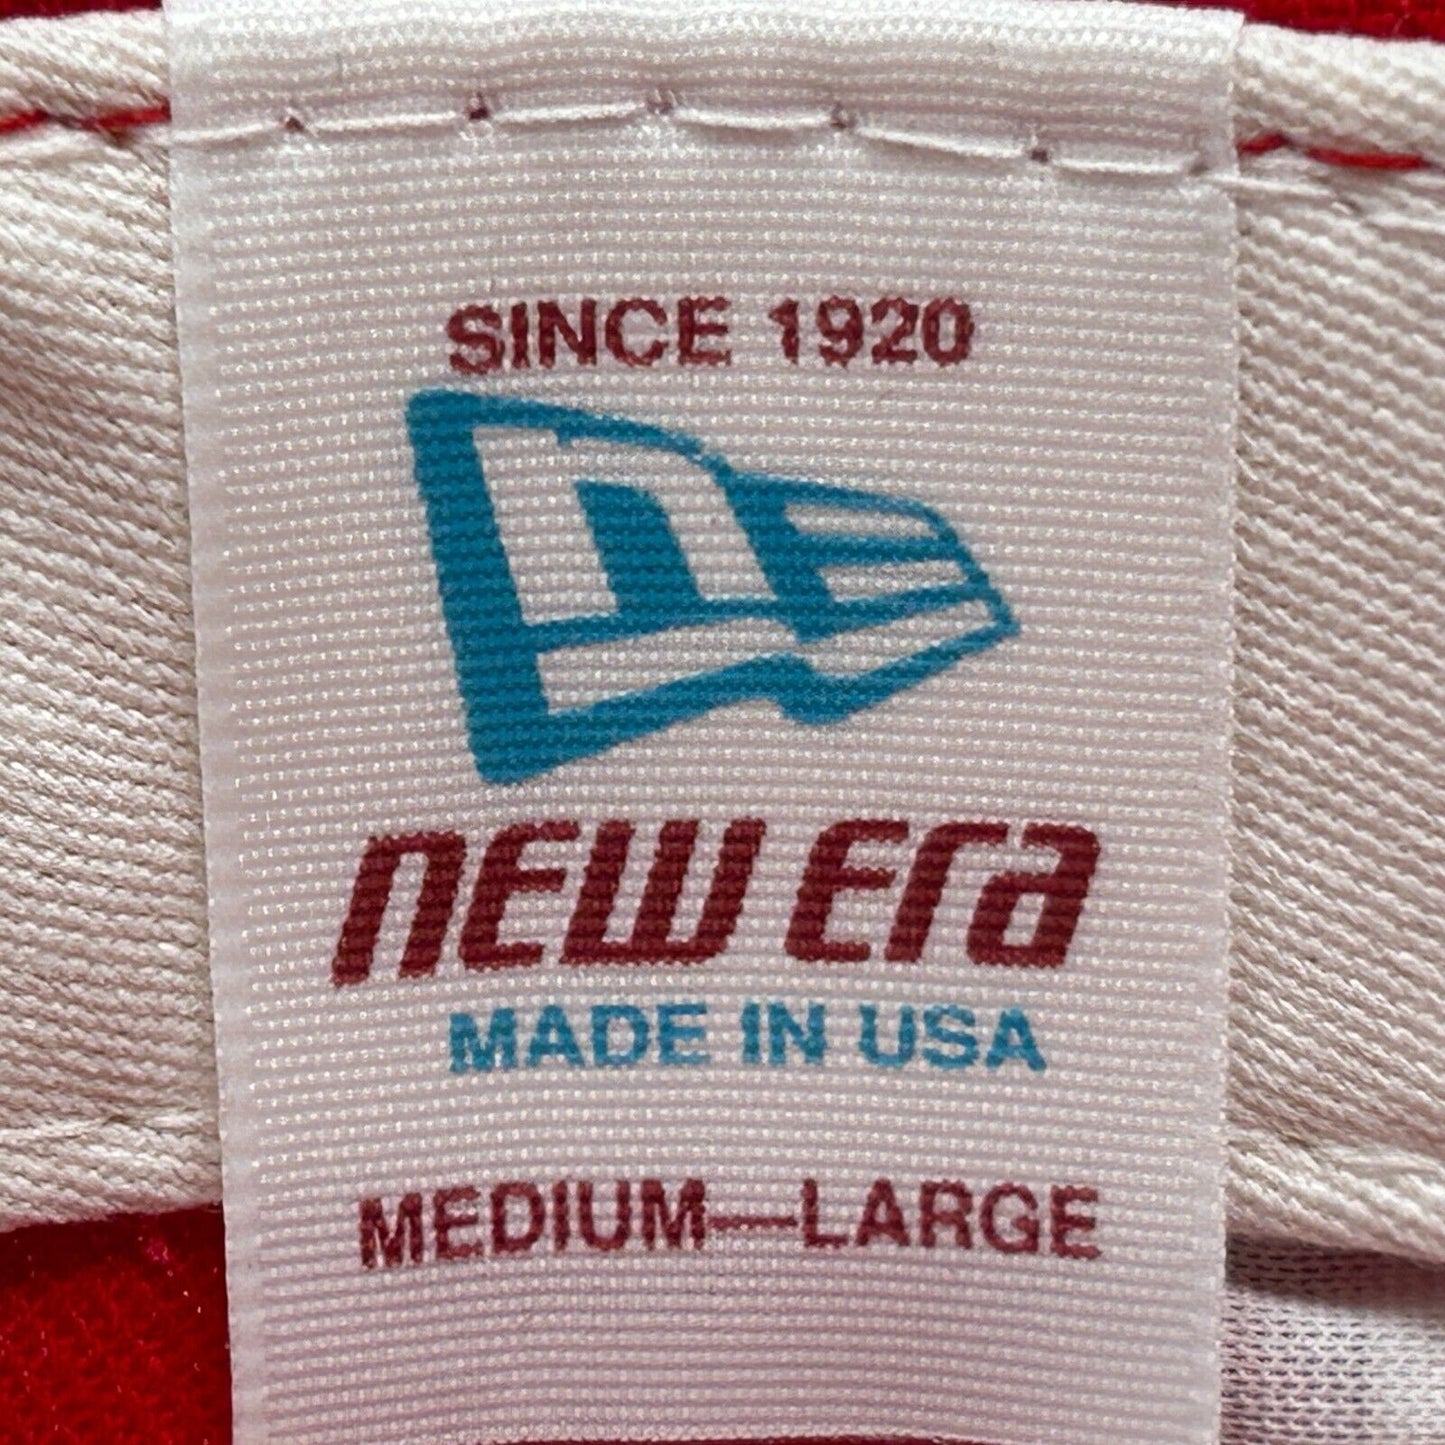 SINCE 1920
new era
MADE IN USA
MEDIUM—LARGE